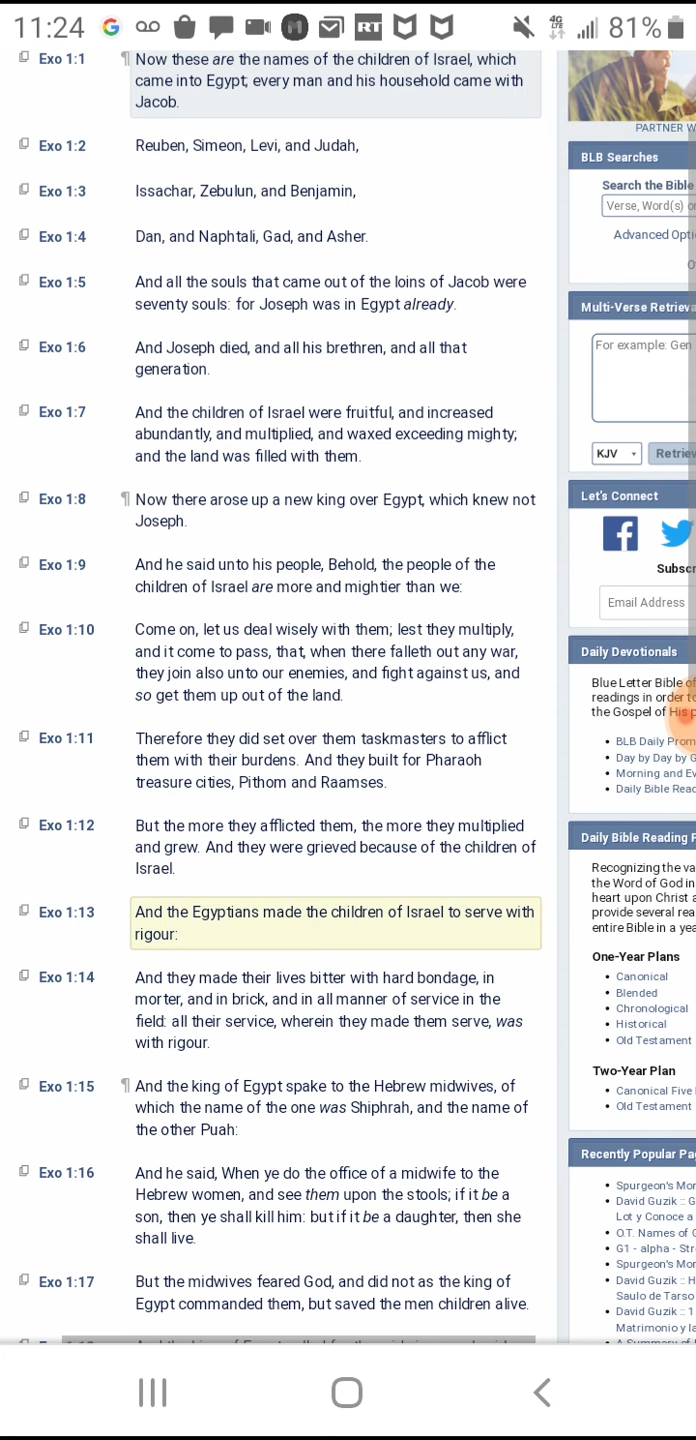 11:24
G
M
RT
4G
LTE
81%
Exo 1:1
¶ Now these are the names of the children of Israel, which
came into Egypt; every man and his household came with
Jacob.
Exo 1:2
Reuben, Simeon, Levi, and Judah,
Exo 1:3
Issachar, Zebulun, and Benjamin,
Exo 1:4
Dan, and Naphtali, Gad, and Asher.
Exo 1:5
And all the souls that came out of the loins of Jacob were
seventy souls: for Joseph was in Egypt already.
Exo 1:6
And Joseph died, and all his brethren, and all that
generation.
Exo 1:7
And the children of Israel were fruitful, and increased
abundantly, and multiplied, and waxed exceeding mighty;
and the land was filled with them.
Exo 1:8
¶ Now there arose up a new king over Egypt, which knew not
Joseph.
Exo 1:9
And he said unto his people, Behold, the people of the
children of Israel are more and mightier than we:
Exo 1:10
Come on, let us deal wisely with them; lest they multiply,
and it come to pass, that, when there falleth out any war,
they join also unto our enemies, and fight against us, and
so get them up out of the land.
Exo 1:11
Therefore they did set over them taskmasters to afflict
them with their burdens. And they built for Pharaoh
treasure cities, Pithom and Raamses.
Exo 1:12
But the more they afflicted them, the more they multiplied
and grew. And they were grieved because of the children of
Israel.
Exo 1:13
And the Egyptians made the children of Israel to serve with
rigour:
Exo 1:14
And they made their lives bitter with hard bondage, in
morter, and in brick, and in all manner of service in the
field: all their service, wherein they made them serve, was
with rigour.
Exo 1:15
¶ And the king of Egypt spake to the Hebrew midwives, of
which the name of the one was Shiphrah, and the name of
the other Puah:
Exo 1:16
And he said, When ye do the office of a midwife to the
Hebrew women, and see them upon the stools; if it be a
son, then ye shall kill him: but if it be a daughter, then she
shall live.
Exo 1:17
But the midwives feared God, and did not as the king of
Egypt commanded them, but saved the men children alive.
PARTNER W
BLB Searches
Search the Bible
Verse, Word(s) or
Advanced Opti
Multi-Verse Retrieva
For example: Gen
KJV
Retriev
Let's Connect
Subscr
Email Address
Daily Devotionals
Blue Letter Bible of
readings in order to
the Gospel of His p
• BLB Daily Prom
• Day by Day by G
• Morning and Ev
• Daily Bible Read
Daily Bible Reading P
Recognizing the va
the Word of God in
heart upon Christ a
provide several rea
entire Bible in a yea
One-Year Plans
• Canonical
• Blended
• Chronological
• Historical
• Old Testament
Two-Year Plan
• Canonical Five
• Old Testament
Recently Popular Pa
• Spurgeon's Mor
• David Guzik :: G
Lot y Conoce a
• O.T. Names of G
• G1 - alpha - Str
• Spurgeon's Mor
• David Guzik :: H
Saulo de Tarso
• David Guzik :: 1
Matrimonio y la